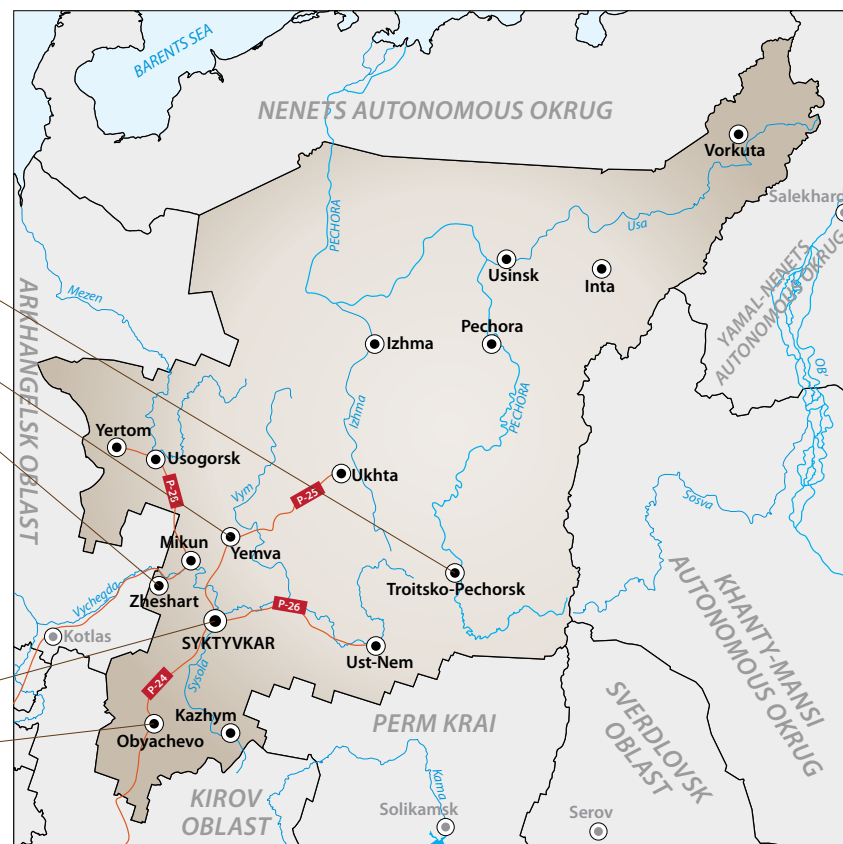 BARENTS SEA
NENETS AUTONOMOUS OKRUG
Vorkuta
Salekhard
PECHORA
Usa
Usinsk
Inta
YAMAL-NENETS
AUTONOMOUS OKRUG
OB'
ARKHANGELSK OBLAST
Mezen
Izhma
Pechora
PECHORA
Izhma
Yertom
Usogorsk
Ukhta
P-25
Vym
P-25
Sosva
Mikun
Yemva
Troitsko-Pechorsk
Zheshart
Vychegda
P-26
KHANTY-MANSI
AUTONOMOUS OKRUG
Kotlas
SYKTYVKAR
Ust-Nem
P-24
Sysola
Kazhym
Obyachevo
PERM KRAI
SVERDLOVSK
OBLAST
KIROV
OBLAST
Kama
Solikamsk
Serov